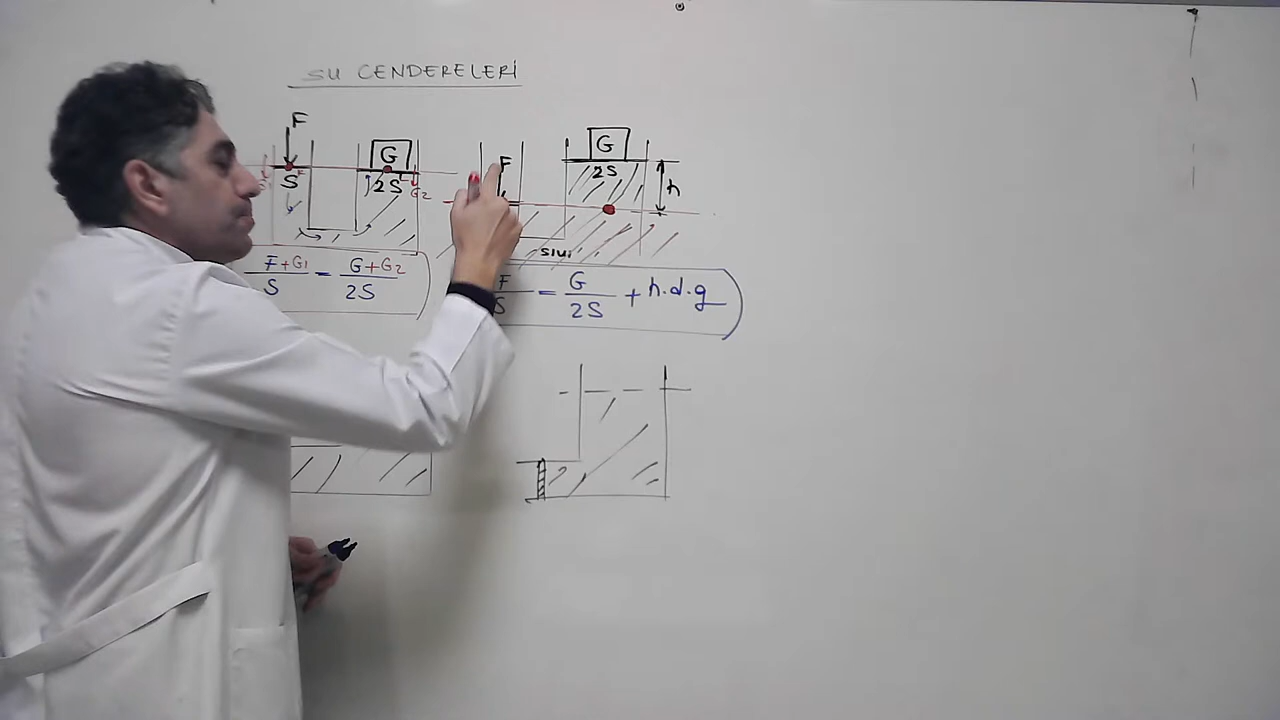 SU CENDERELERİ
F
S
G
2S
G2
F
G
2S
h
sıvı
F+G1 / S = G+G2 / 2S
F / S = G / 2S + h.d.g